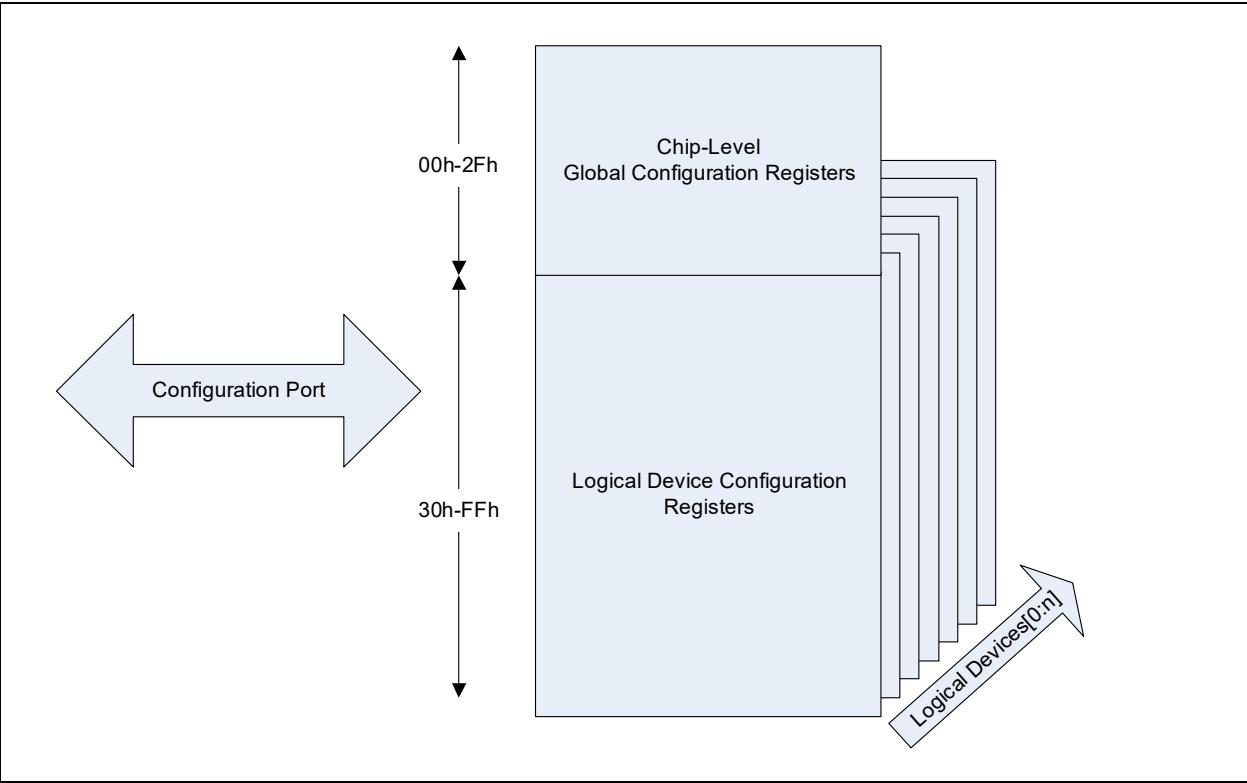 Chip-Level
Global Configuration Registers
00h-2Fh
Configuration Port
Logical Device Configuration
Registers
30h-FFh
Logical Devices[0:n]